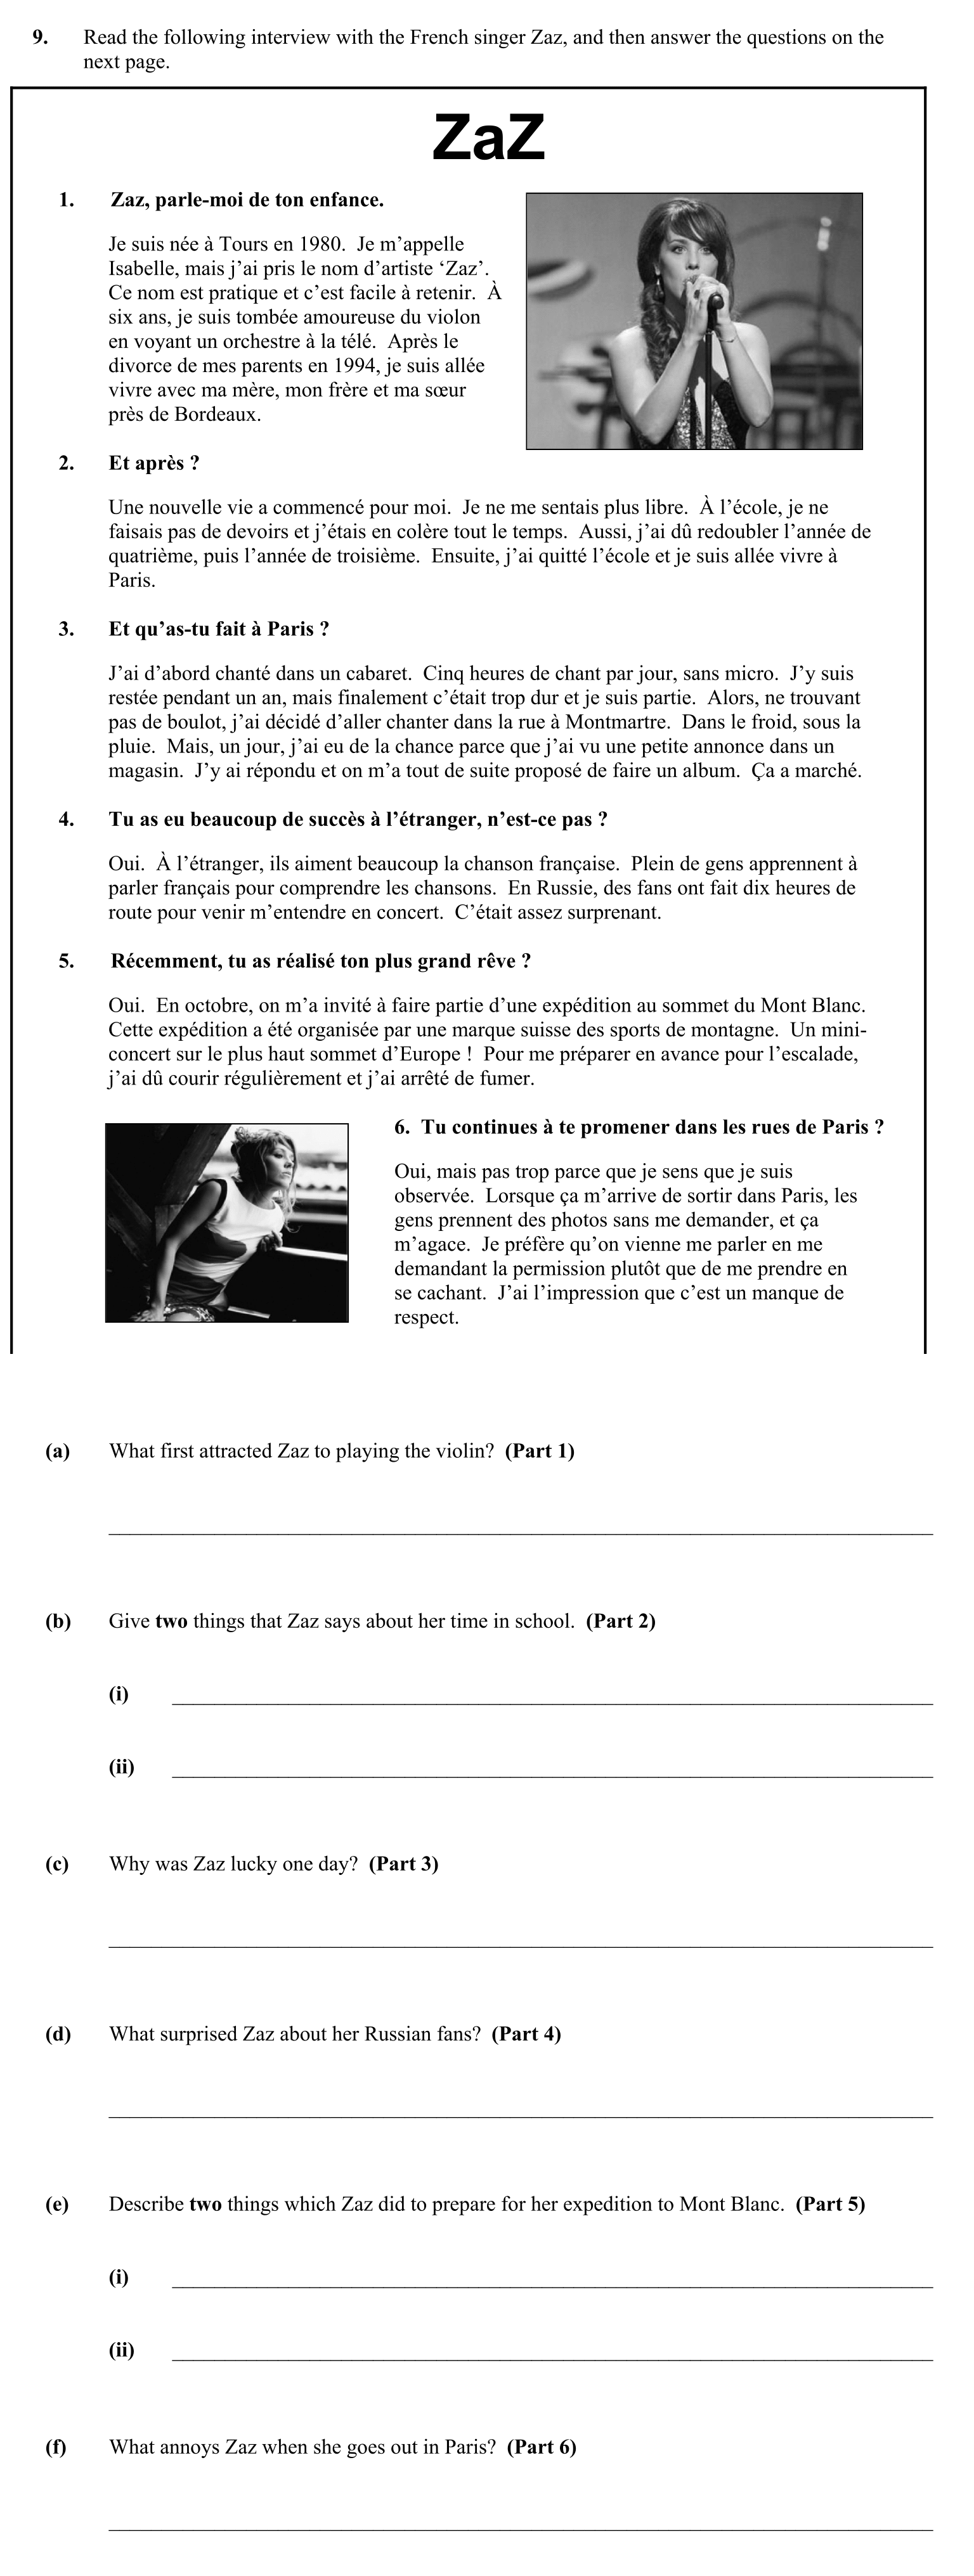 9. Read the following interview with the French singer Zaz, and then answer the questions on the
next page.
ZaZ
1. Zaz, parle-moi de ton enfance.
Je suis née à Tours en 1980. Je m’appelle
Isabelle, mais j’ai pris le nom d’artiste ‘Zaz’.
Ce nom est pratique et c’est facile à retenir. À
six ans, je suis tombée amoureuse du violon
en voyant un orchestre à la télé. Après le
divorce de mes parents en 1994, je suis allée
vivre avec ma mère, mon frère et ma sœur
près de Bordeaux.
2. Et après ?
Une nouvelle vie a commencé pour moi. Je ne me sentais plus libre. À l’école, je ne
faisais pas de devoirs et j’étais en colère tout le temps. Aussi, j’ai dû redoubler l’année de
quatrième, puis l’année de troisième. Ensuite, j’ai quitté l’école et je suis allée vivre à
Paris.
3. Et qu’as-tu fait à Paris ?
J’ai d’abord chanté dans un cabaret. Cinq heures de chant par jour, sans micro. J’y suis
restée pendant un an, mais finalement c’était trop dur et je suis partie. Alors, ne trouvant
pas de boulot, j’ai décidé d’aller chanter dans la rue à Montmartre. Dans le froid, sous la
pluie. Mais, un jour, j’ai eu de la chance parce que j’ai vu une petite annonce dans un
magasin. J’y ai répondu et on m’a tout de suite proposé de faire un album. Ça a marché.
4. Tu as eu beaucoup de succès à l’étranger, n’est-ce pas ?
Oui. À l’étranger, ils aiment beaucoup la chanson française. Plein de gens apprennent à
parler français pour comprendre les chansons. En Russie, des fans ont fait dix heures de
route pour venir m’entendre en concert. C’était assez surprenant.
5. Récemment, tu as réalisé ton plus grand rêve ?
Oui. En octobre, on m’a invité à faire partie d’une expédition au sommet du Mont Blanc.
Cette expédition a été organisée par une marque suisse des sports de montagne. Un mini-
concert sur le plus haut sommet d’Europe ! Pour me préparer en avance pour l’escalade,
j’ai dû courir régulièrement et j’ai arrêté de fumer.
6. Tu continues à te promener dans les rues de Paris ?
Oui, mais pas trop parce que je sens que je suis
observée. Lorsque ça m’arrive de sortir dans Paris, les
gens prennent des photos sans me demander, et ça
m’agace. Je préfère qu’on vienne me parler en me
demandant la permission plutôt que de me prendre en
se cachant. J’ai l’impression que c’est un manque de
respect.
(a) What first attracted Zaz to playing the violin? (Part 1)
(b) Give two things that Zaz says about her time in school. (Part 2)
(i)
(ii)
(c) Why was Zaz lucky one day? (Part 3)
(d) What surprised Zaz about her Russian fans? (Part 4)
(e) Describe two things which Zaz did to prepare for her expedition to Mont Blanc. (Part 5)
(i)
(ii)
(f) What annoys Zaz when she goes out in Paris? (Part 6)